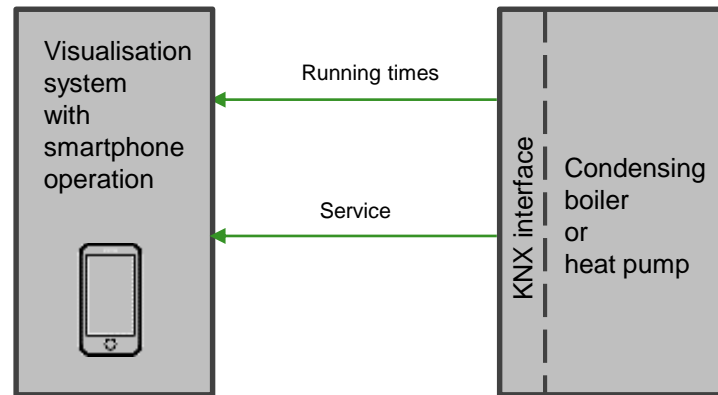 Visualisation
system
with
smartphone
operation
Running times
Service
KNX interface
Condensing
boiler
or
heat pump